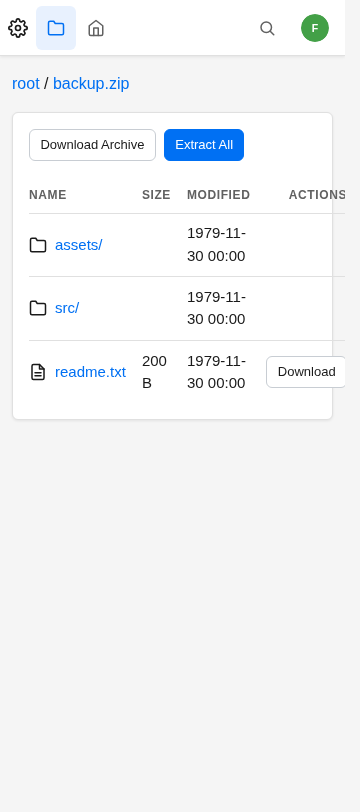 F
root / backup.zip
Download Archive Extract All
NAME SIZE MODIFIED ACTIONS
assets/ 1979-11-
30 00:00
src/ 1979-11-
30 00:00
readme.txt 200 B 1979-11-
30 00:00 Download